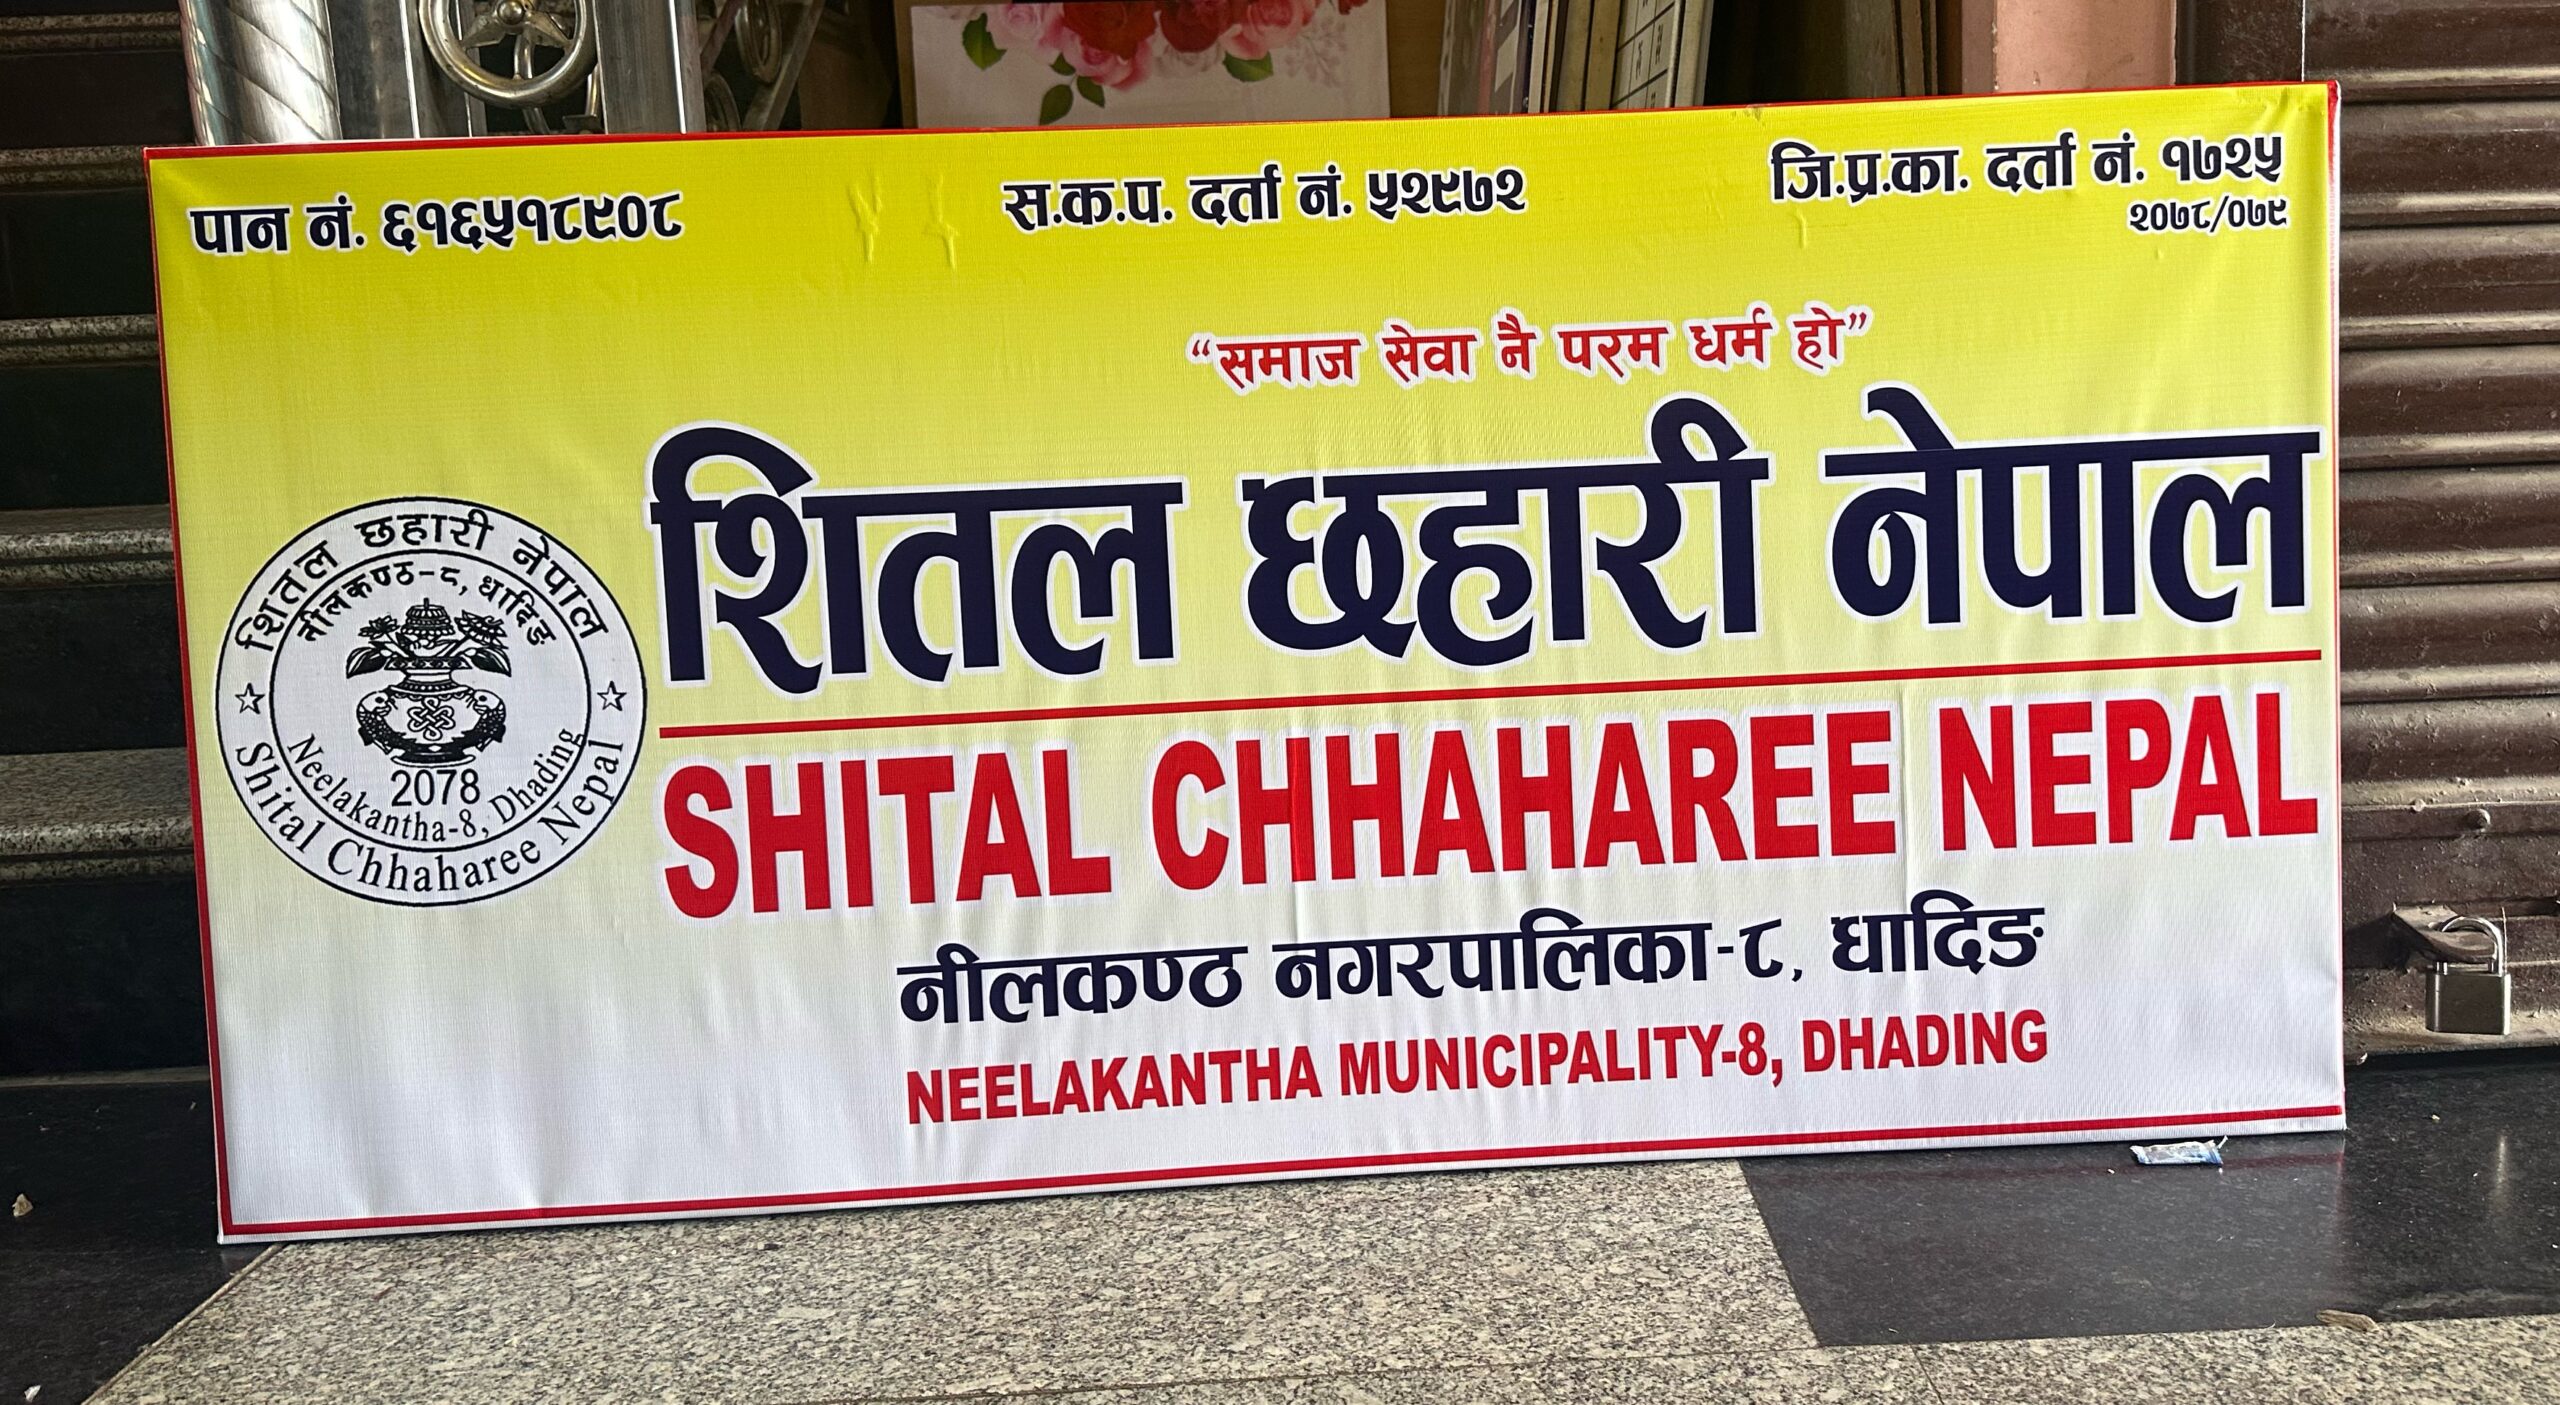 पान नं. ६१६५१८९०८
स.क.प. दर्ता नं. ५२९७२
जि.प्र.का. दर्ता नं. १७२५
२०७८/०७९
“समाज सेवा नै परम धर्म हो”
शितल छहारी नेपाल
SHITAL CHHAHAREE NEPAL
नीलकण्ठ नगरपालिका-८, धादिङ
NEELAKANTHA MUNICIPALITY-8, DHADING
शितल छहारी नेपाल
नीलकण्ठ-८, धादिङ
2078
Neelakantha-8, Dhading
Shital Chhaharee Nepal